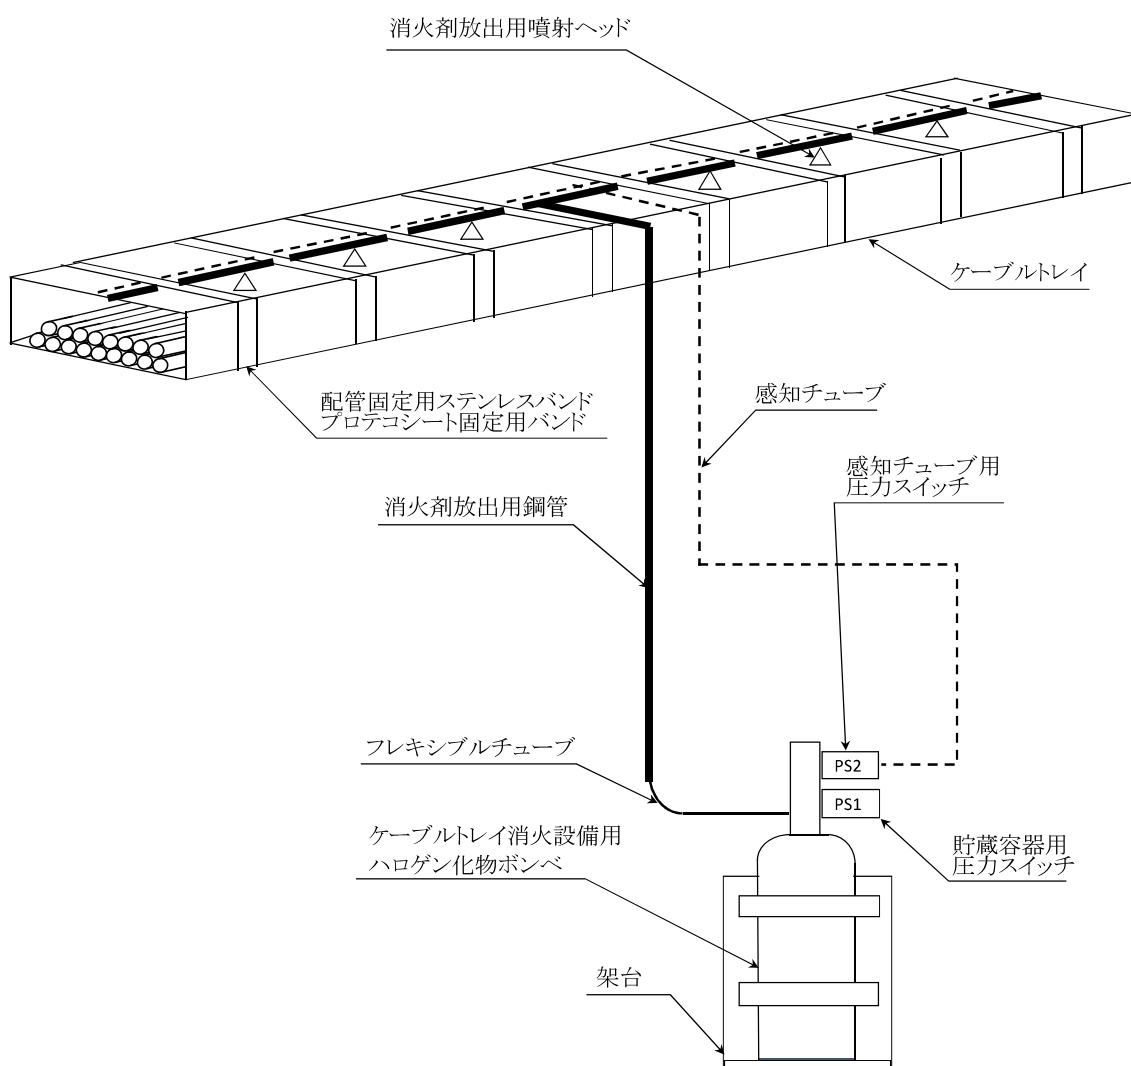 消火剤放出用噴射ヘッド
ケーブルトレイ
配管固定用ステンレスバンド
プロテコシート固定用バンド
感知チューブ
感知チューブ用
圧力スイッチ
消火剤放出用鋼管
フレキシブルチューブ
PS2
PS1
ケーブルトレイ消火設備用
ハロゲン化物ボンベ
貯蔵容器用
圧力スイッチ
架台